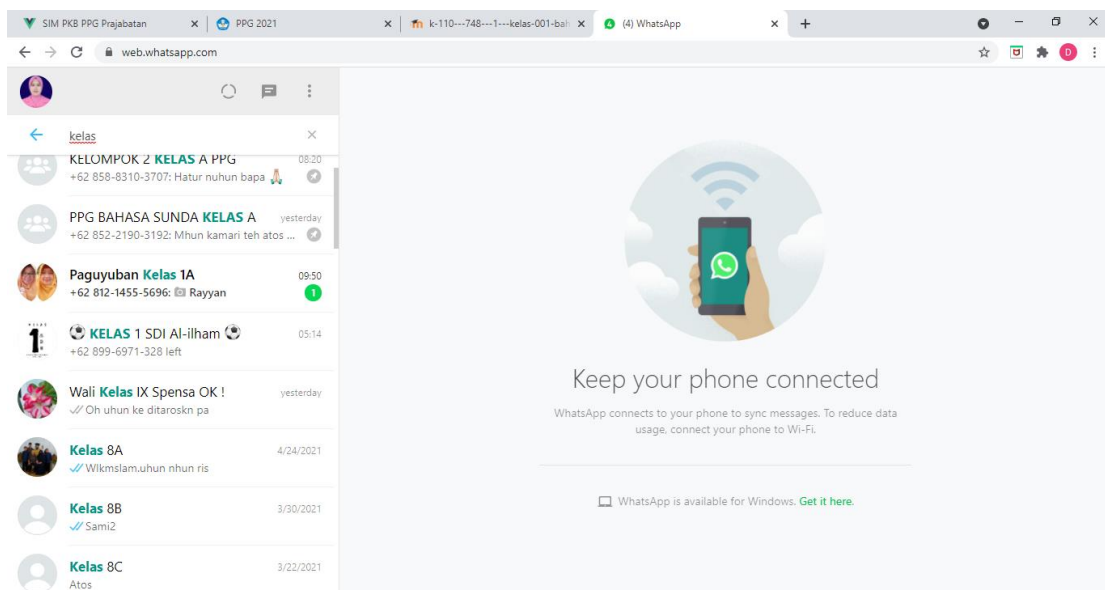 SIM PKB PPG Prajabatan
PPG 2021
k-110---748---1---kelas-001-bah
(4) WhatsApp
web.whatsapp.com
D
kelas
KELOMPOK 2 KELAS A PPG 08:20
+62 858-8310-3707: Hatur nuhun bapa 🙏🏻
PPG BAHASA SUNDA KELAS A yesterday
+62 852-2190-3192: Mhun kamari teh atos ...
Paguyuban Kelas 1A 09:50
+62 812-1455-5696: Rayyan 1
⚽ KELAS 1 SDI Al-ilham ⚽ 05:14
+62 899-6971-328 left
Wali Kelas IX Spensa OK ! yesterday
Oh uhun ke ditaroskn pa
Kelas 8A 4/24/2021
Wlkmslam.uhun nhun ris
Kelas 8B 3/30/2021
Sami2
Kelas 8C 3/22/2021
Atos
Keep your phone connected
WhatsApp connects to your phone to sync messages. To reduce data
usage, connect your phone to Wi-Fi.
WhatsApp is available for Windows. Get it here.